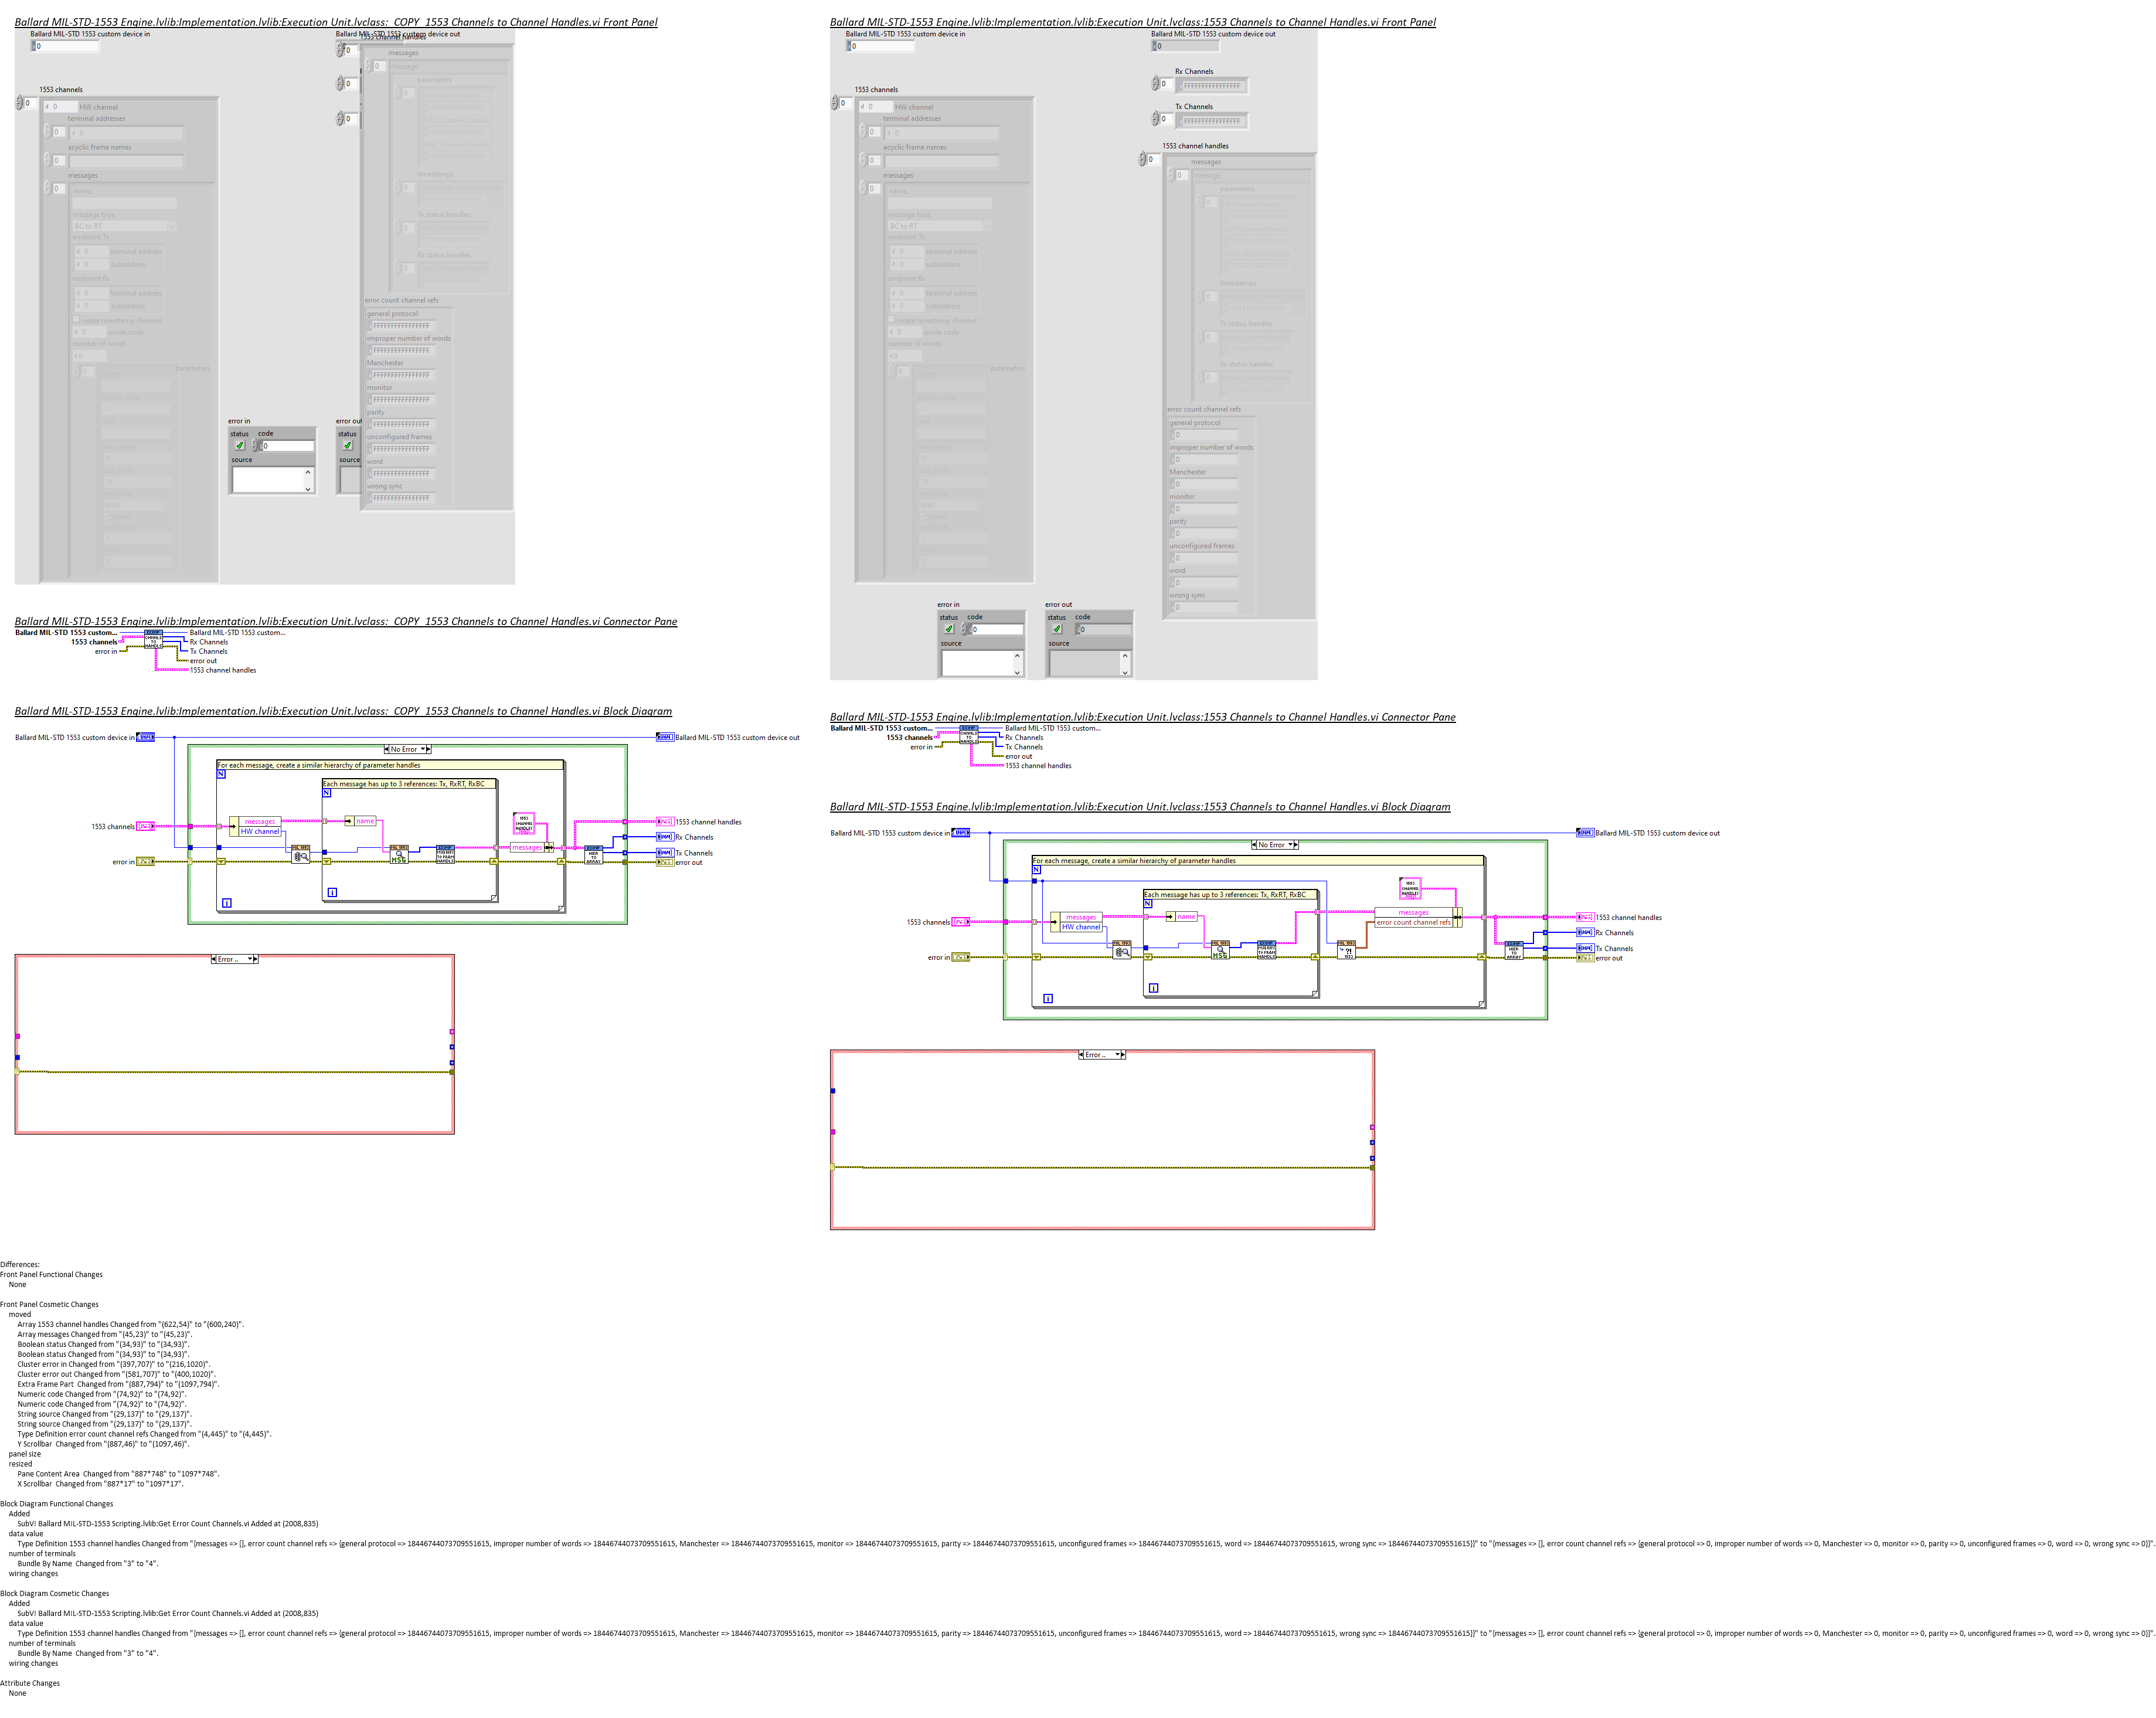 Ballard MIL-STD-1553 Engine.lvlib:Implementation.lvlib:Execution Unit.lvclass:_COPY_1553 Channels to Channel Handles.vi Front Panel
Ballard MIL-STD 1553 custom device in
0
Ballard MIL-STD 1553 custom device out
1553 channel handles
1553 channels
0
HW channel
terminal addresses
acyclic frame names
messages
name
message type
BC to RT
endpoint Tx
terminal address
subaddress
endpoint Rx
terminal address
subaddress
create timestamp channel
mode code
number of words
parameters
messages
message
parameters
timestamps
Tx status handles
Rx status handles
error count channel refs
general protocol
FFFFFFFFFFFFFFFF
improper number of words
FFFFFFFFFFFFFFFF
Manchester
FFFFFFFFFFFFFFFF
monitor
FFFFFFFFFFFFFFFF
parity
FFFFFFFFFFFFFFFF
unconfigured frames
FFFFFFFFFFFFFFFF
word
FFFFFFFFFFFFFFFF
wrong sync
FFFFFFFFFFFFFFFF
error in
status code
0
source
error out
status
source
Ballard MIL-STD-1553 Engine.lvlib:Implementation.lvlib:Execution Unit.lvclass:_COPY_1553 Channels to Channel Handles.vi Connector Pane
Ballard MIL-STD 1553 custom...
1553 channels
error in
Ballard MIL-STD 1553 custom...
Rx Channels
Tx Channels
error out
1553 channel handles
Ballard MIL-STD-1553 Engine.lvlib:Implementation.lvlib:Execution Unit.lvclass:_COPY_1553 Channels to Channel Handles.vi Block Diagram
Ballard MIL-STD 1553 custom device in
Ballard MIL-STD 1553 custom device out
No Error
For each message, create a similar hierarchy of parameter handles
N
Each message has up to 3 references: Tx, RxRT, RxBC
N
1553 channels
messages
HW channel
name
messages
1553 channel handles
Rx Channels
Tx Channels
error in
error out
i
i
Error ..
Ballard MIL-STD-1553 Engine.lvlib:Implementation.lvlib:Execution Unit.lvclass:1553 Channels to Channel Handles.vi Front Panel
Ballard MIL-STD 1553 custom device in
0
Ballard MIL-STD 1553 custom device out
0
Rx Channels
0 FFFFFFFFFFFFFFFF
Tx Channels
0 FFFFFFFFFFFFFFFF
1553 channels
0
HW channel
terminal addresses
acyclic frame names
messages
name
message type
BC to RT
endpoint Tx
terminal address
subaddress
endpoint Rx
terminal address
subaddress
create timestamp channel
mode code
number of words
parameters
1553 channel handles
0
messages
message
parameters
timestamps
Tx status handles
Rx status handles
error count channel refs
general protocol
0
improper number of words
0
Manchester
0
monitor
0
parity
0
unconfigured frames
0
word
0
wrong sync
0
error in
status code
0
source
error out
status code
0
source
Ballard MIL-STD-1553 Engine.lvlib:Implementation.lvlib:Execution Unit.lvclass:1553 Channels to Channel Handles.vi Connector Pane
Ballard MIL-STD 1553 custom...
1553 channels
error in
Ballard MIL-STD 1553 custom...
Rx Channels
Tx Channels
error out
1553 channel handles
Ballard MIL-STD-1553 Engine.lvlib:Implementation.lvlib:Execution Unit.lvclass:1553 Channels to Channel Handles.vi Block Diagram
Ballard MIL-STD 1553 custom device in
Ballard MIL-STD 1553 custom device out
No Error
For each message, create a similar hierarchy of parameter handles
N
Each message has up to 3 references: Tx, RxRT, RxBC
N
1553 channels
messages
HW channel
name
messages
error count channel refs
1553 channel handles
Rx Channels
Tx Channels
error in
error out
i
i
Error ..
Differences:
Front Panel Functional Changes
None
Front Panel Cosmetic Changes
moved
Array 1553 channel handles Changed from "(622,54)" to "(600,240)".
Array messages Changed from "(45,23)" to "(45,23)".
Boolean status Changed from "(34,93)" to "(34,93)".
Boolean status Changed from "(34,93)" to "(34,93)".
Cluster error in Changed from "(397,707)" to "(216,1020)".
Cluster error out Changed from "(581,707)" to "(400,1020)".
Extra Frame Part  Changed from "(887,794)" to "(1097,794)".
Numeric code Changed from "(74,92)" to "(74,92)".
Numeric code Changed from "(74,92)" to "(74,92)".
String source Changed from "(29,137)" to "(29,137)".
String source Changed from "(29,137)" to "(29,137)".
Type Definition error count channel refs Changed from "(4,445)" to "(4,445)".
Y Scrollbar  Changed from "(887,46)" to "(1097,46)".
panel size
resized
Pane Content Area  Changed from "887*748" to "1097*748".
X Scrollbar  Changed from "887*17" to "1097*17".
Block Diagram Functional Changes
Added
SubVI Ballard MIL-STD-1553 Scripting.lvlib:Get Error Count Channels.vi Added at (2008,835)
data value
Type Definition 1553 channel handles Changed from "{messages => [], error count channel refs => {general protocol => 18446744073709551615, improper number of words => 18446744073709551615, Manchester => 18446744073709551615, monitor => 18446744073709551615, parity => 18446744073709551615, unconfigured frames => 18446744073709551615, word => 18446744073709551615, wrong sync => 18446744073709551615}}" to "{messages => [], error count channel refs => {general protocol => 0, improper number of words => 0, Manchester => 0, monitor => 0, parity => 0, unconfigured frames => 0, word => 0, wrong sync => 0}}".
number of terminals
Bundle By Name  Changed from "3" to "4".
wiring changes
Block Diagram Cosmetic Changes
Added
SubVI Ballard MIL-STD-1553 Scripting.lvlib:Get Error Count Channels.vi Added at (2008,835)
data value
Type Definition 1553 channel handles Changed from "{messages => [], error count channel refs => {general protocol => 18446744073709551615, improper number of words => 18446744073709551615, Manchester => 18446744073709551615, monitor => 18446744073709551615, parity => 18446744073709551615, unconfigured frames => 18446744073709551615, word => 18446744073709551615, wrong sync => 18446744073709551615}}" to "{messages => [], error count channel refs => {general protocol => 0, improper number of words => 0, Manchester => 0, monitor => 0, parity => 0, unconfigured frames => 0, word => 0, wrong sync => 0}}".
number of terminals
Bundle By Name  Changed from "3" to "4".
wiring changes
Attribute Changes
None